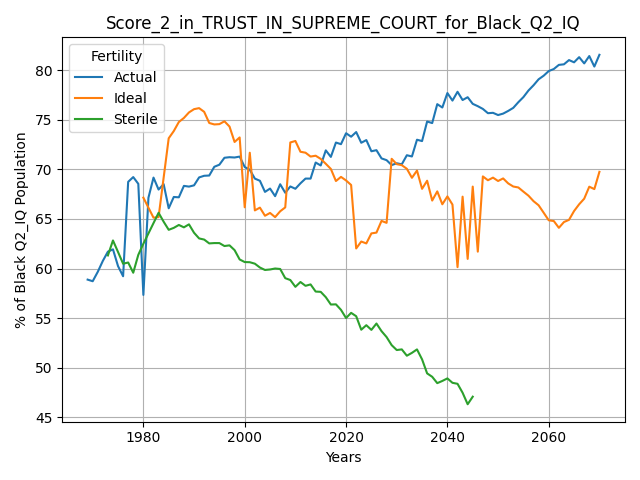 Score_2_in_TRUST_IN_SUPREME_COURT_for_Black_Q2_IQ
Fertility
Actual
Ideal
Sterile
% of Black Q2_IQ Population
80
75
70
65
60
55
50
45
1980
2000
2020
2040
2060
Years